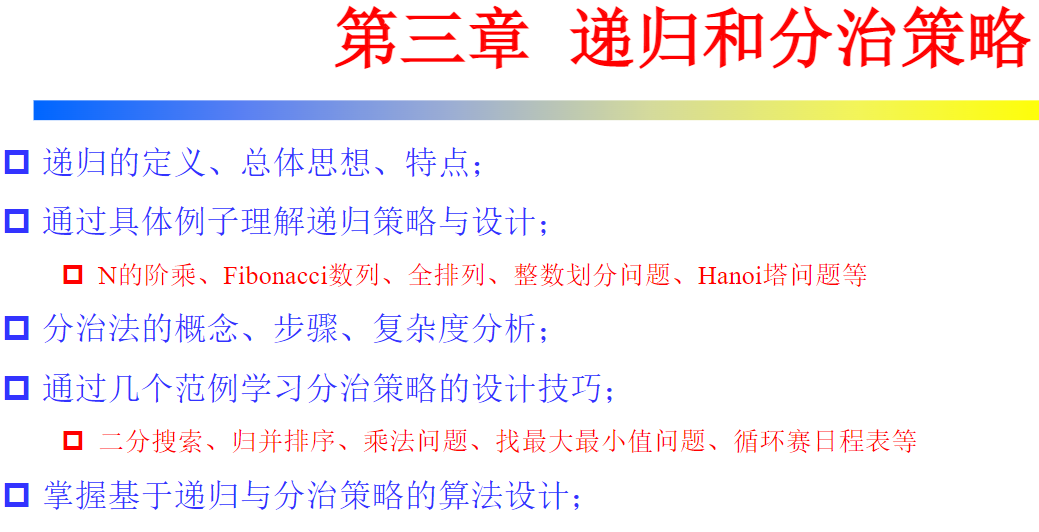 第三章 递归和分治策略
递归的定义、总体思想、特点；
通过具体例子理解递归策略与设计；
N的阶乘、Fibonacci数列、全排列、整数划分问题、Hanoi塔问题等
分治法的概念、步骤、复杂度分析；
通过几个范例学习分治策略的设计技巧；
二分搜索、归并排序、乘法问题、找最大最小值问题、循环赛日程表等
掌握基于递归与分治策略的算法设计；